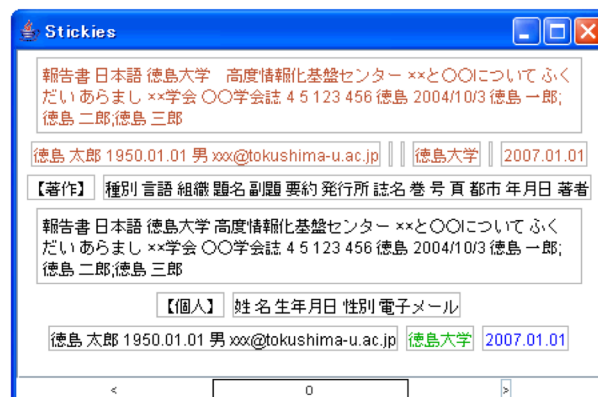 Stickies
報告書 日本語 徳島大学　高度情報化基盤センター ××と〇〇について ふく
だい あらまし ××学会 〇〇学会誌 4 5 123 456 徳島 2004/10/3 徳島 一郎;
徳島 二郎;徳島 三郎
徳島 太郎 1950.01.01 男 xxx@tokushima-u.ac.jp 徳島大学 2007.01.01
【著作】 種別 言語 組織 題名 副題 要約 発行所 誌名 巻 号 頁 都市 年月日 著者
報告書 日本語 徳島大学 高度情報化基盤センター ××と〇〇について ふく
だい あらまし ××学会 〇〇学会誌 4 5 123 456 徳島 2004/10/3 徳島 一郎;
徳島 二郎;徳島 三郎
【個人】 姓 名 生年月日 性別 電子メール
徳島 太郎 1950.01.01 男 xxx@tokushima-u.ac.jp 徳島大学 2007.01.01
< 0 >